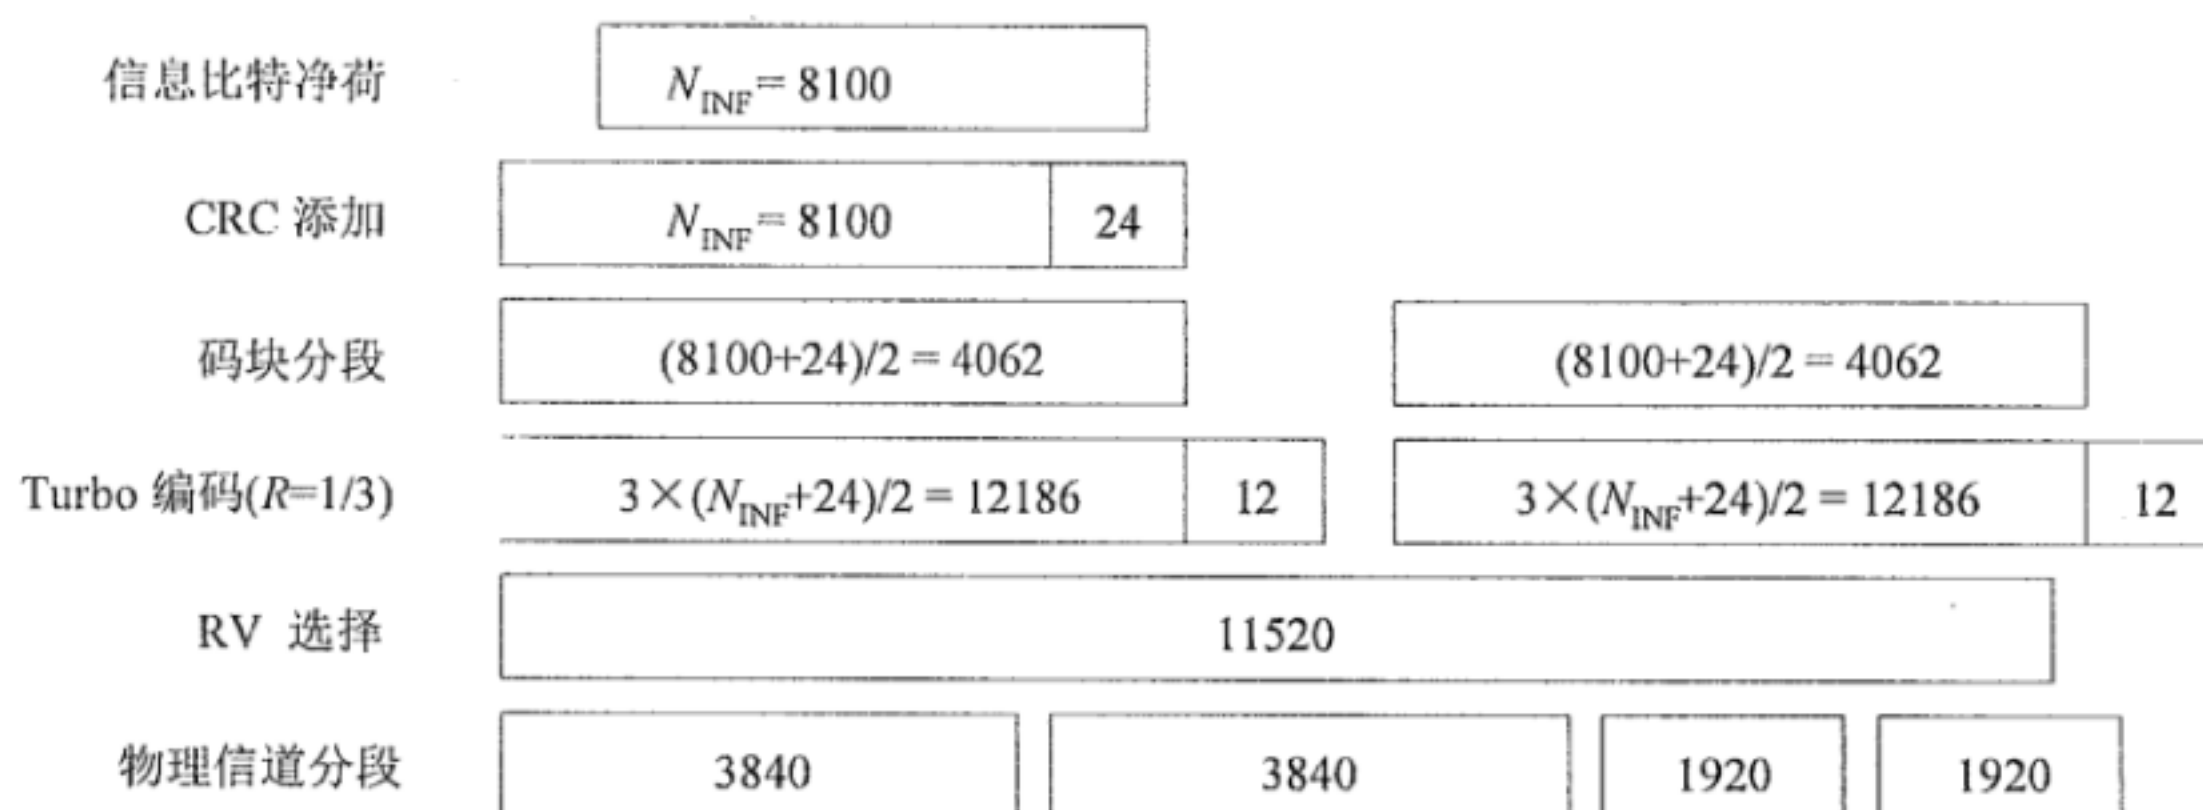 信息比特净荷 N_INF = 8100
CRC 添加 N_INF = 8100 24
码块分段 (8100+24)/2 = 4062 (8100+24)/2 = 4062
Turbo 编码(R=1/3) 3×(N_INF+24)/2 = 12186 12 3×(N_INF+24)/2 = 12186 12
RV 选择 11520
物理信道分段 3840 3840 1920 1920